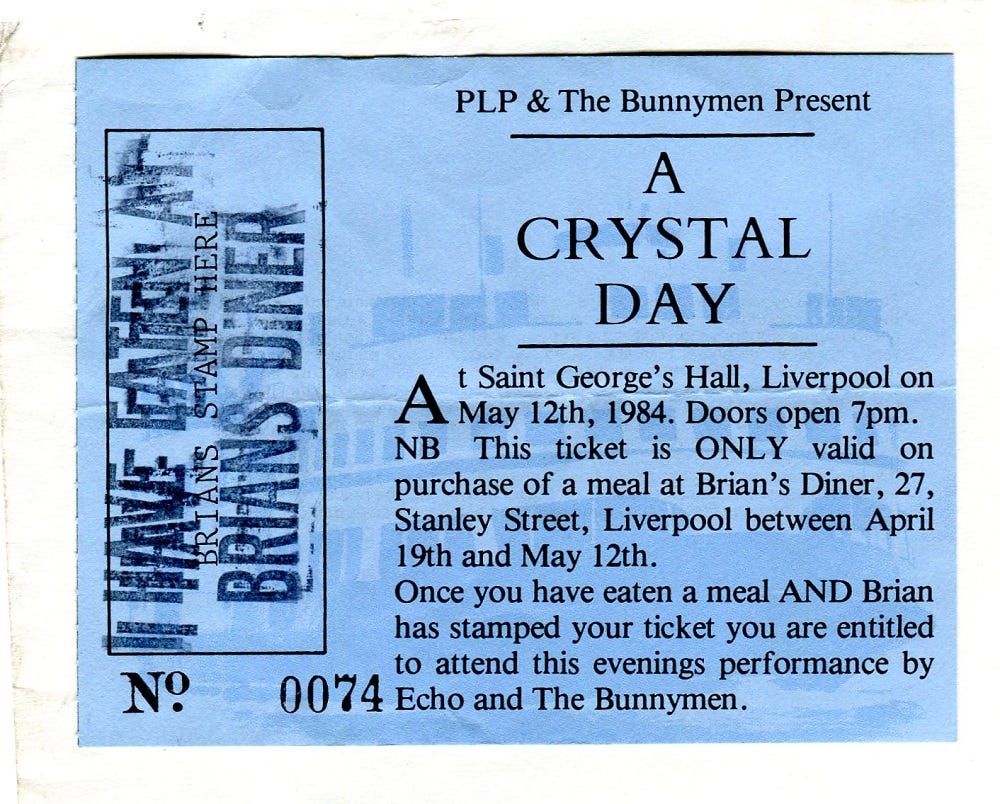 PLP & The Bunnymen Present
A
CRYSTAL
DAY
At Saint George's Hall, Liverpool on
May 12th, 1984. Doors open 7pm.
NB This ticket is ONLY valid on
purchase of a meal at Brian's Diner, 27,
Stanley Street, Liverpool between April
19th and May 12th.
Once you have eaten a meal AND Brian
has stamped your ticket you are entitled
to attend this evenings performance by
Echo and The Bunnymen.
I HAVE EATEN AT
BRIANS STAMP HERE
BRIANS DINER
Nº 0074